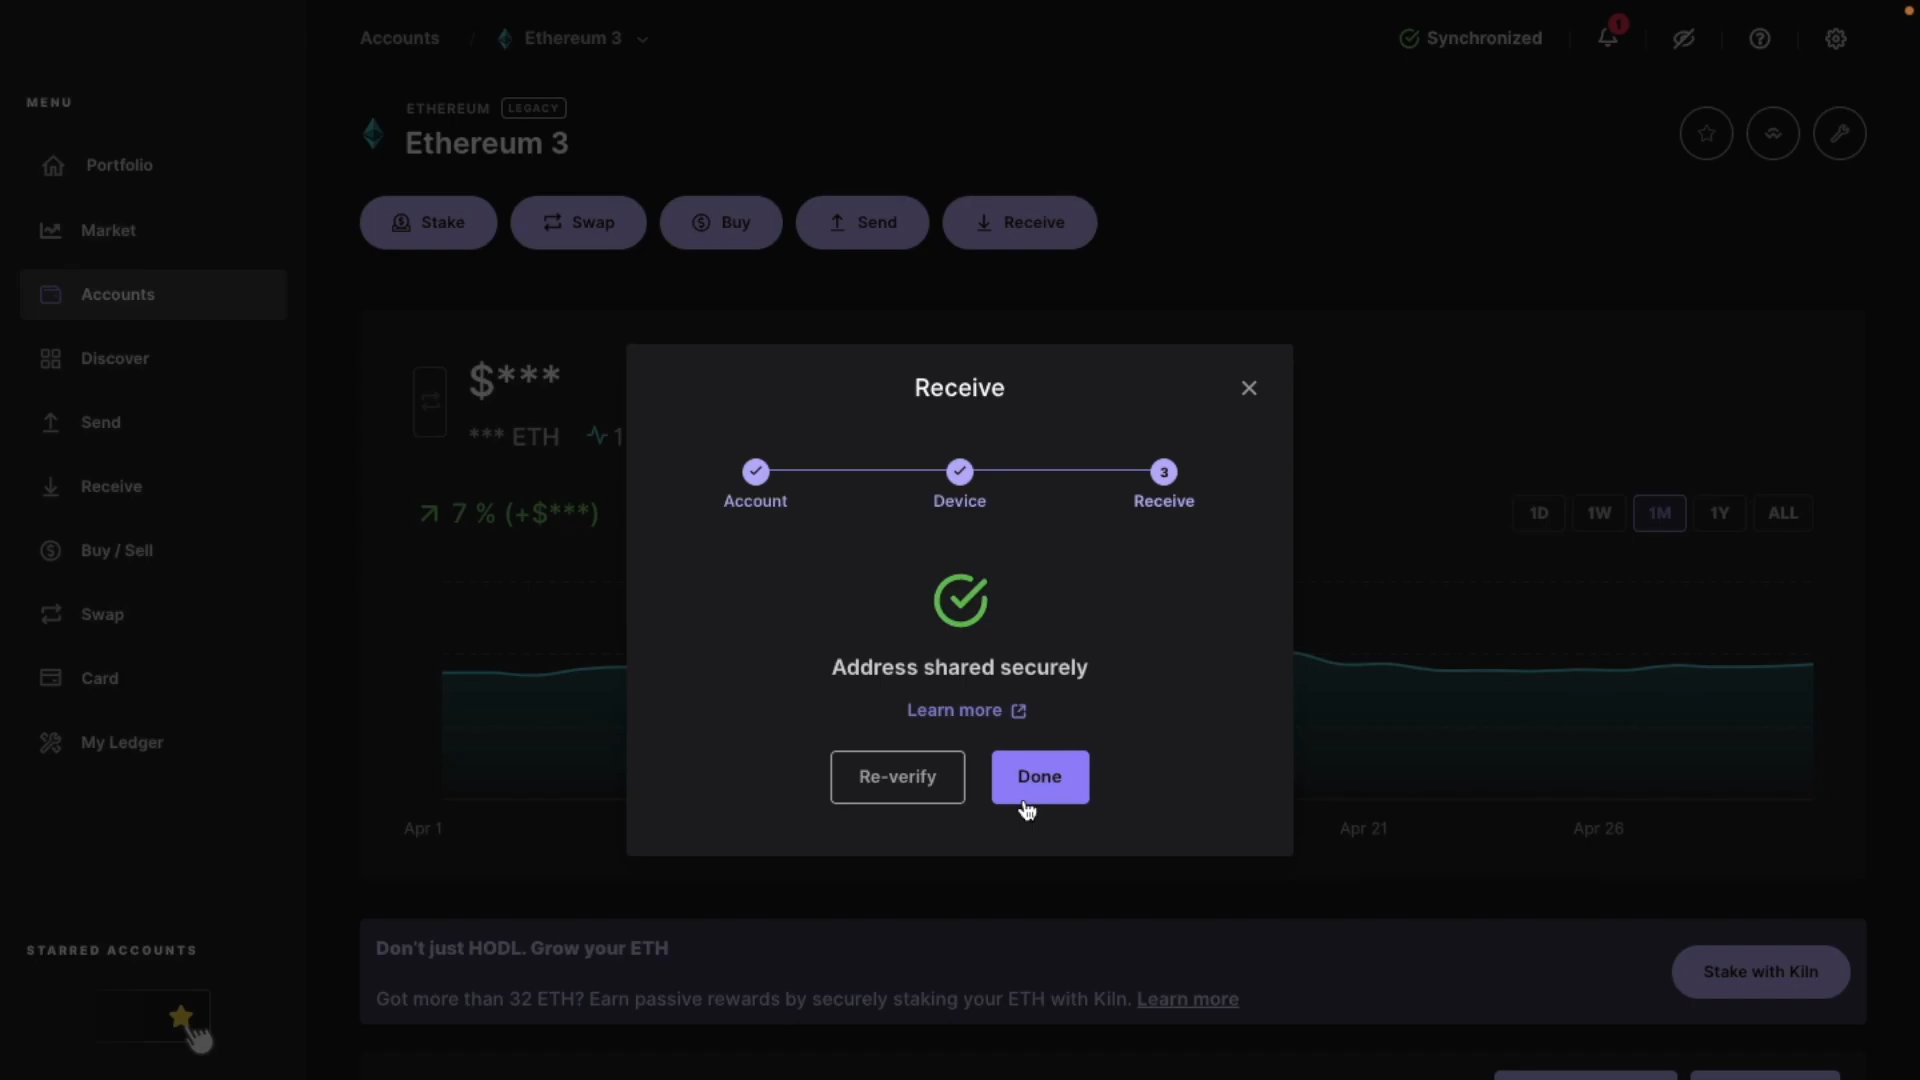 Accounts / Ethereum 3
Synchronized
1
MENU
Portfolio
Market
Accounts
Discover
Send
Receive
Buy / Sell
Swap
Card
My Ledger
STARRED ACCOUNTS
ETHEREUM LEGACY
Ethereum 3
Stake Swap Buy Send Receive
$***
*** ETH 1
7 % (+$***)
1D 1W 1M 1Y ALL
Apr 1 Apr 21 Apr 26
Receive
3
Account Device Receive
Address shared securely
Learn more
Re-verify Done
Don't just HODL. Grow your ETH
Got more than 32 ETH? Earn passive rewards by securely staking your ETH with Kiln. Learn more
Stake with Kiln